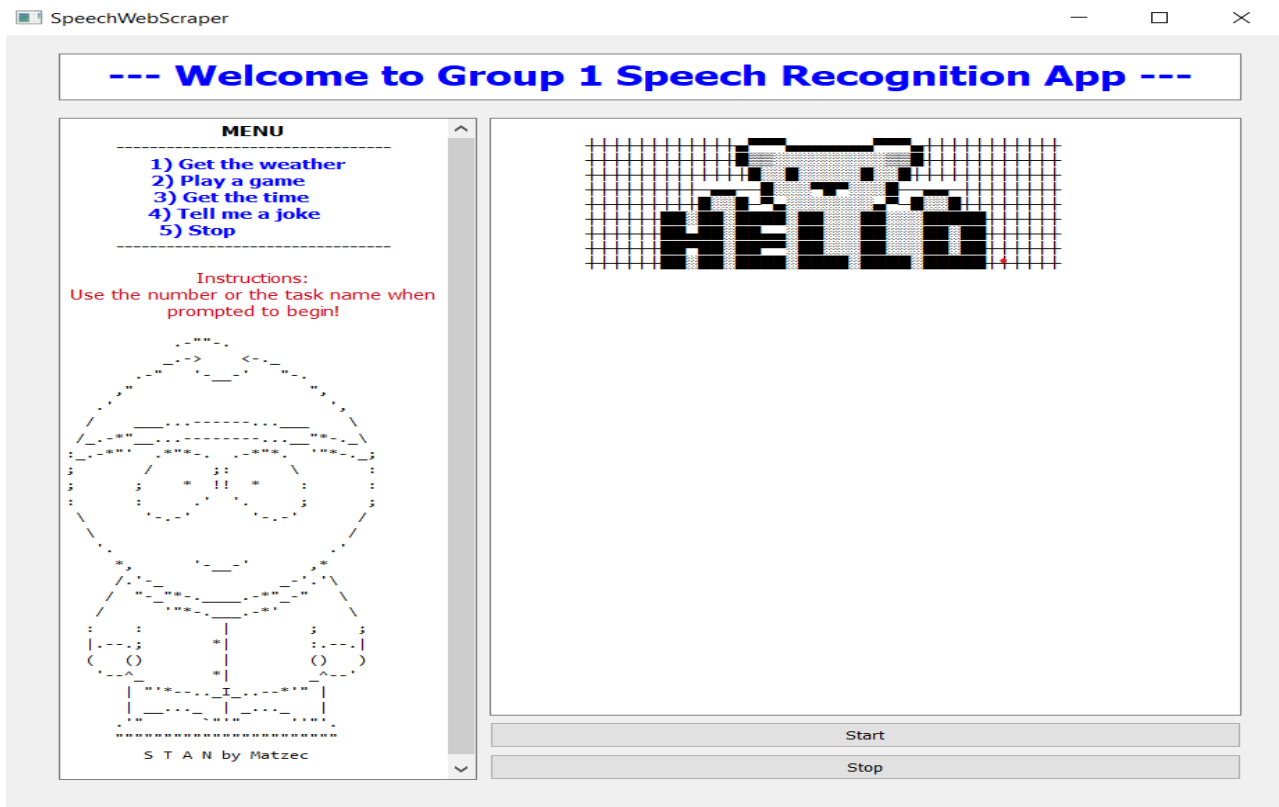 SpeechWebScraper
--- Welcome to Group 1 Speech Recognition App ---
MENU
---------------------------------
1) Get the weather
2) Play a game
3) Get the time
4) Tell me a joke
5) Stop
---------------------------------
Instructions:
Use the number or the task name when
prompted to begin!
S T A N by Matzec
HELLO
Start
Stop